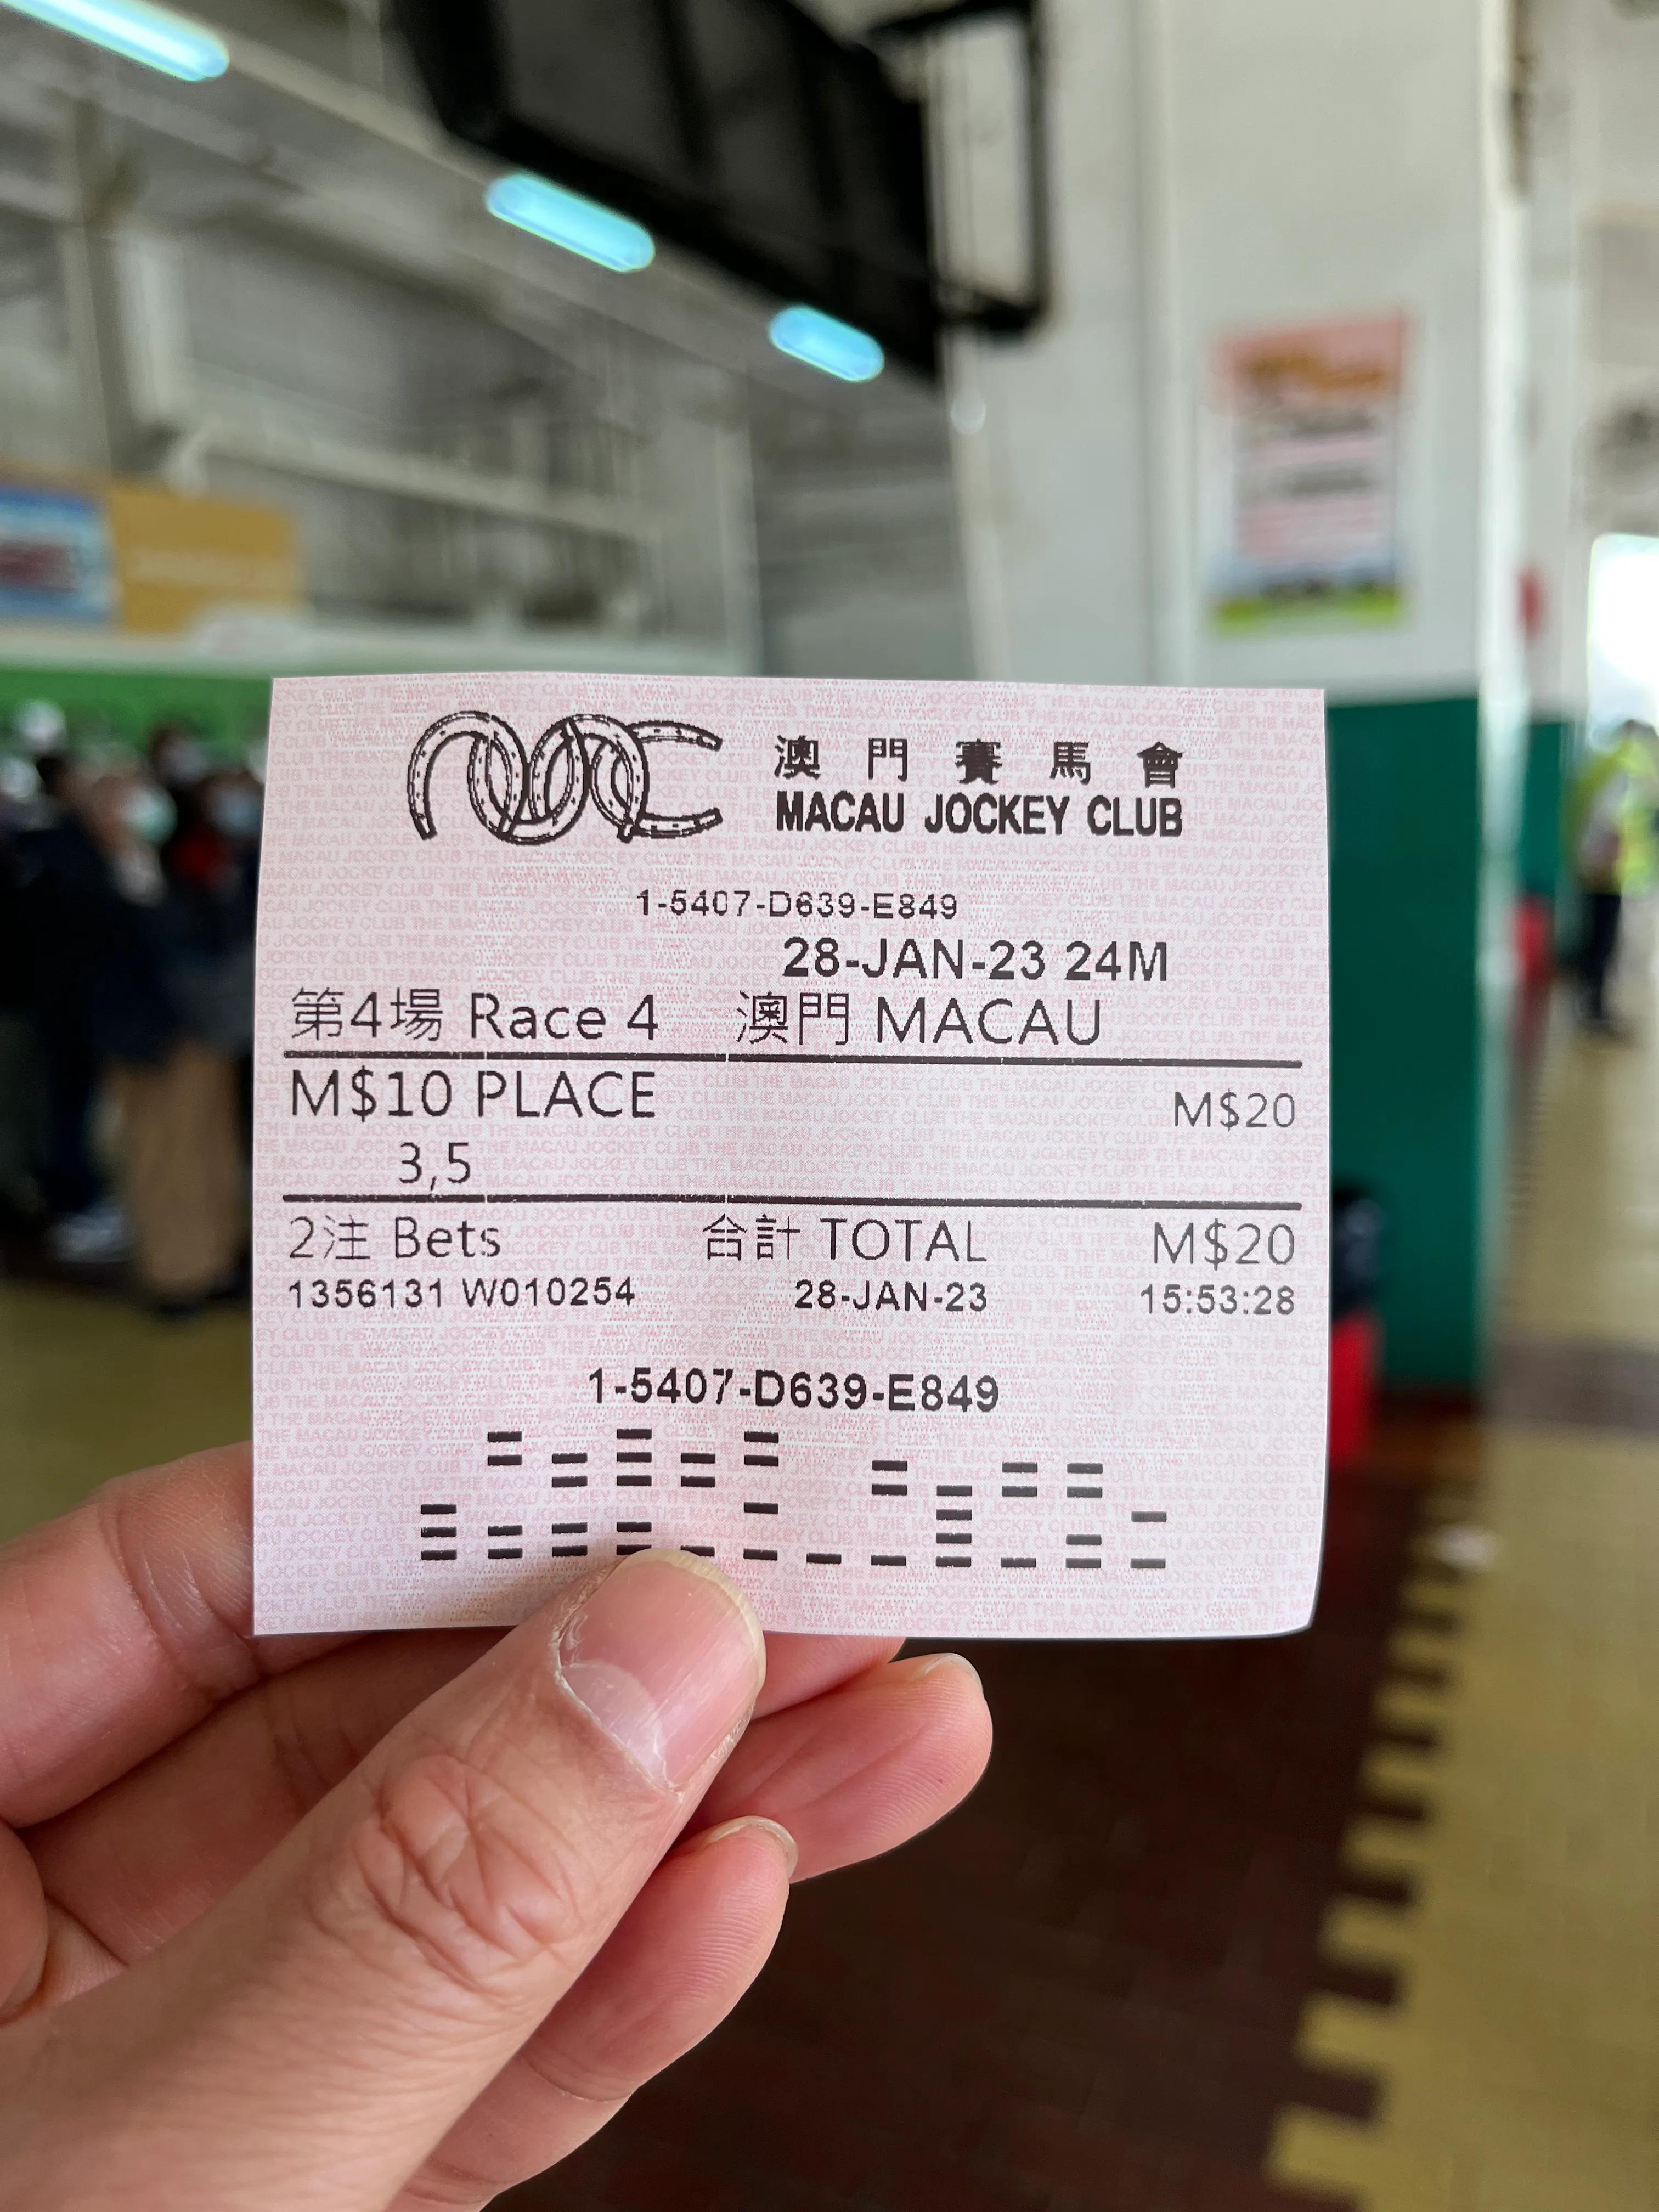 澳門賽馬會
MACAU JOCKEY CLUB
1-5407-D639-E849
28-JAN-23 24M
第4場 Race 4 澳門 MACAU
M$10 PLACE M$20
3,5
2注 Bets 合計 TOTAL M$20
1356131 W010254 28-JAN-23 15:53:28
1-5407-D639-E849